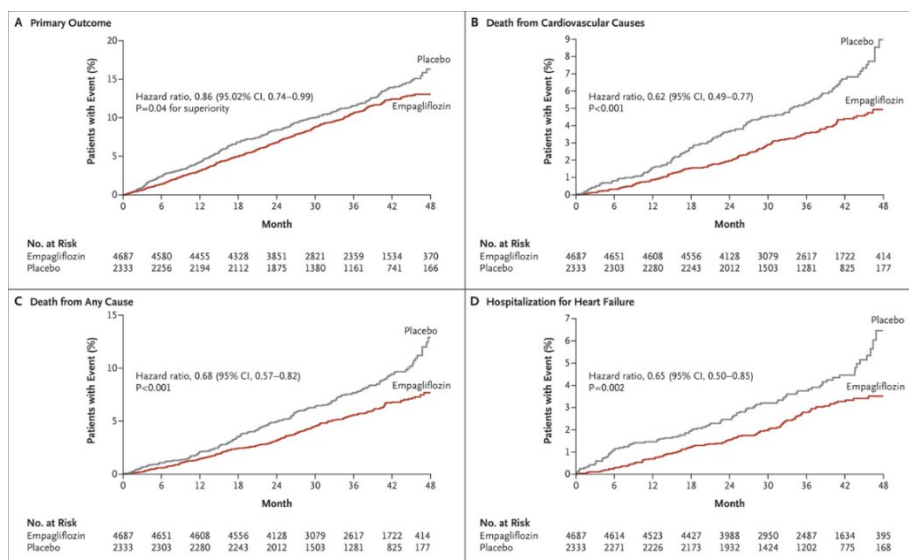 A Primary Outcome
20
15
10
5
0
Patients with Event (%)
Hazard ratio, 0.86 (95.02% CI, 0.74–0.99)
P=0.04 for superiority
Placebo
Empagliflozin
0 6 12 18 24 30 36 42 48
Month
No. at Risk
Empagliflozin 4687 4580 4455 4328 3851 2821 2359 1534 370
Placebo 2333 2256 2194 2112 1875 1380 1161 741 166
B Death from Cardiovascular Causes
9
8
7
6
5
4
3
2
1
0
Patients with Event (%)
Hazard ratio, 0.62 (95% CI, 0.49–0.77)
P<0.001
Placebo
Empagliflozin
0 6 12 18 24 30 36 42 48
Month
No. at Risk
Empagliflozin 4687 4651 4608 4556 4128 3079 2617 1722 414
Placebo 2333 2303 2280 2243 2012 1503 1281 825 177
C Death from Any Cause
15
10
5
0
Patients with Event (%)
Hazard ratio, 0.68 (95% CI, 0.57–0.82)
P<0.001
Placebo
Empagliflozin
0 6 12 18 24 30 36 42 48
Month
No. at Risk
Empagliflozin 4687 4651 4608 4556 4128 3079 2617 1722 414
Placebo 2333 2303 2280 2243 2012 1503 1281 825 177
D Hospitalization for Heart Failure
7
6
5
4
3
2
1
0
Patients with Event (%)
Hazard ratio, 0.65 (95% CI, 0.50–0.85)
P=0.002
Placebo
Empagliflozin
0 6 12 18 24 30 36 42 48
Month
No. at Risk
Empagliflozin 4687 4614 4523 4427 3988 2950 2487 1634 395
Placebo 2333 2271 2226 2173 1932 1424 1202 775 168